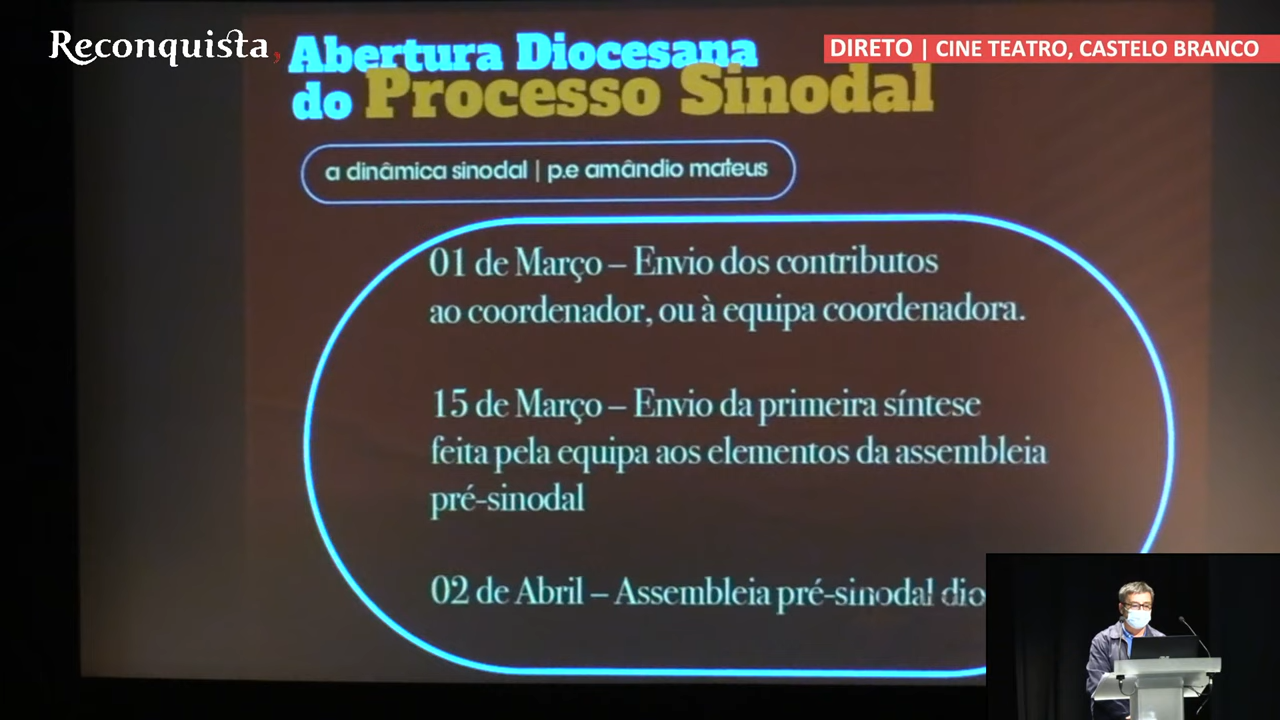 Reconquista,
DIRETO | CINE TEATRO, CASTELO BRANCO
Abertura Diocesana
do Processo Sinodal
a dinâmica sinodal | p.e amândio mateus
01 de Março – Envio dos contributos
ao coordenador, ou à equipa coordenadora.
15 de Março – Envio da primeira síntese
feita pela equipa aos elementos da assembleia
pré-sinodal
02 de Abril – Assembleia pré-sinodal